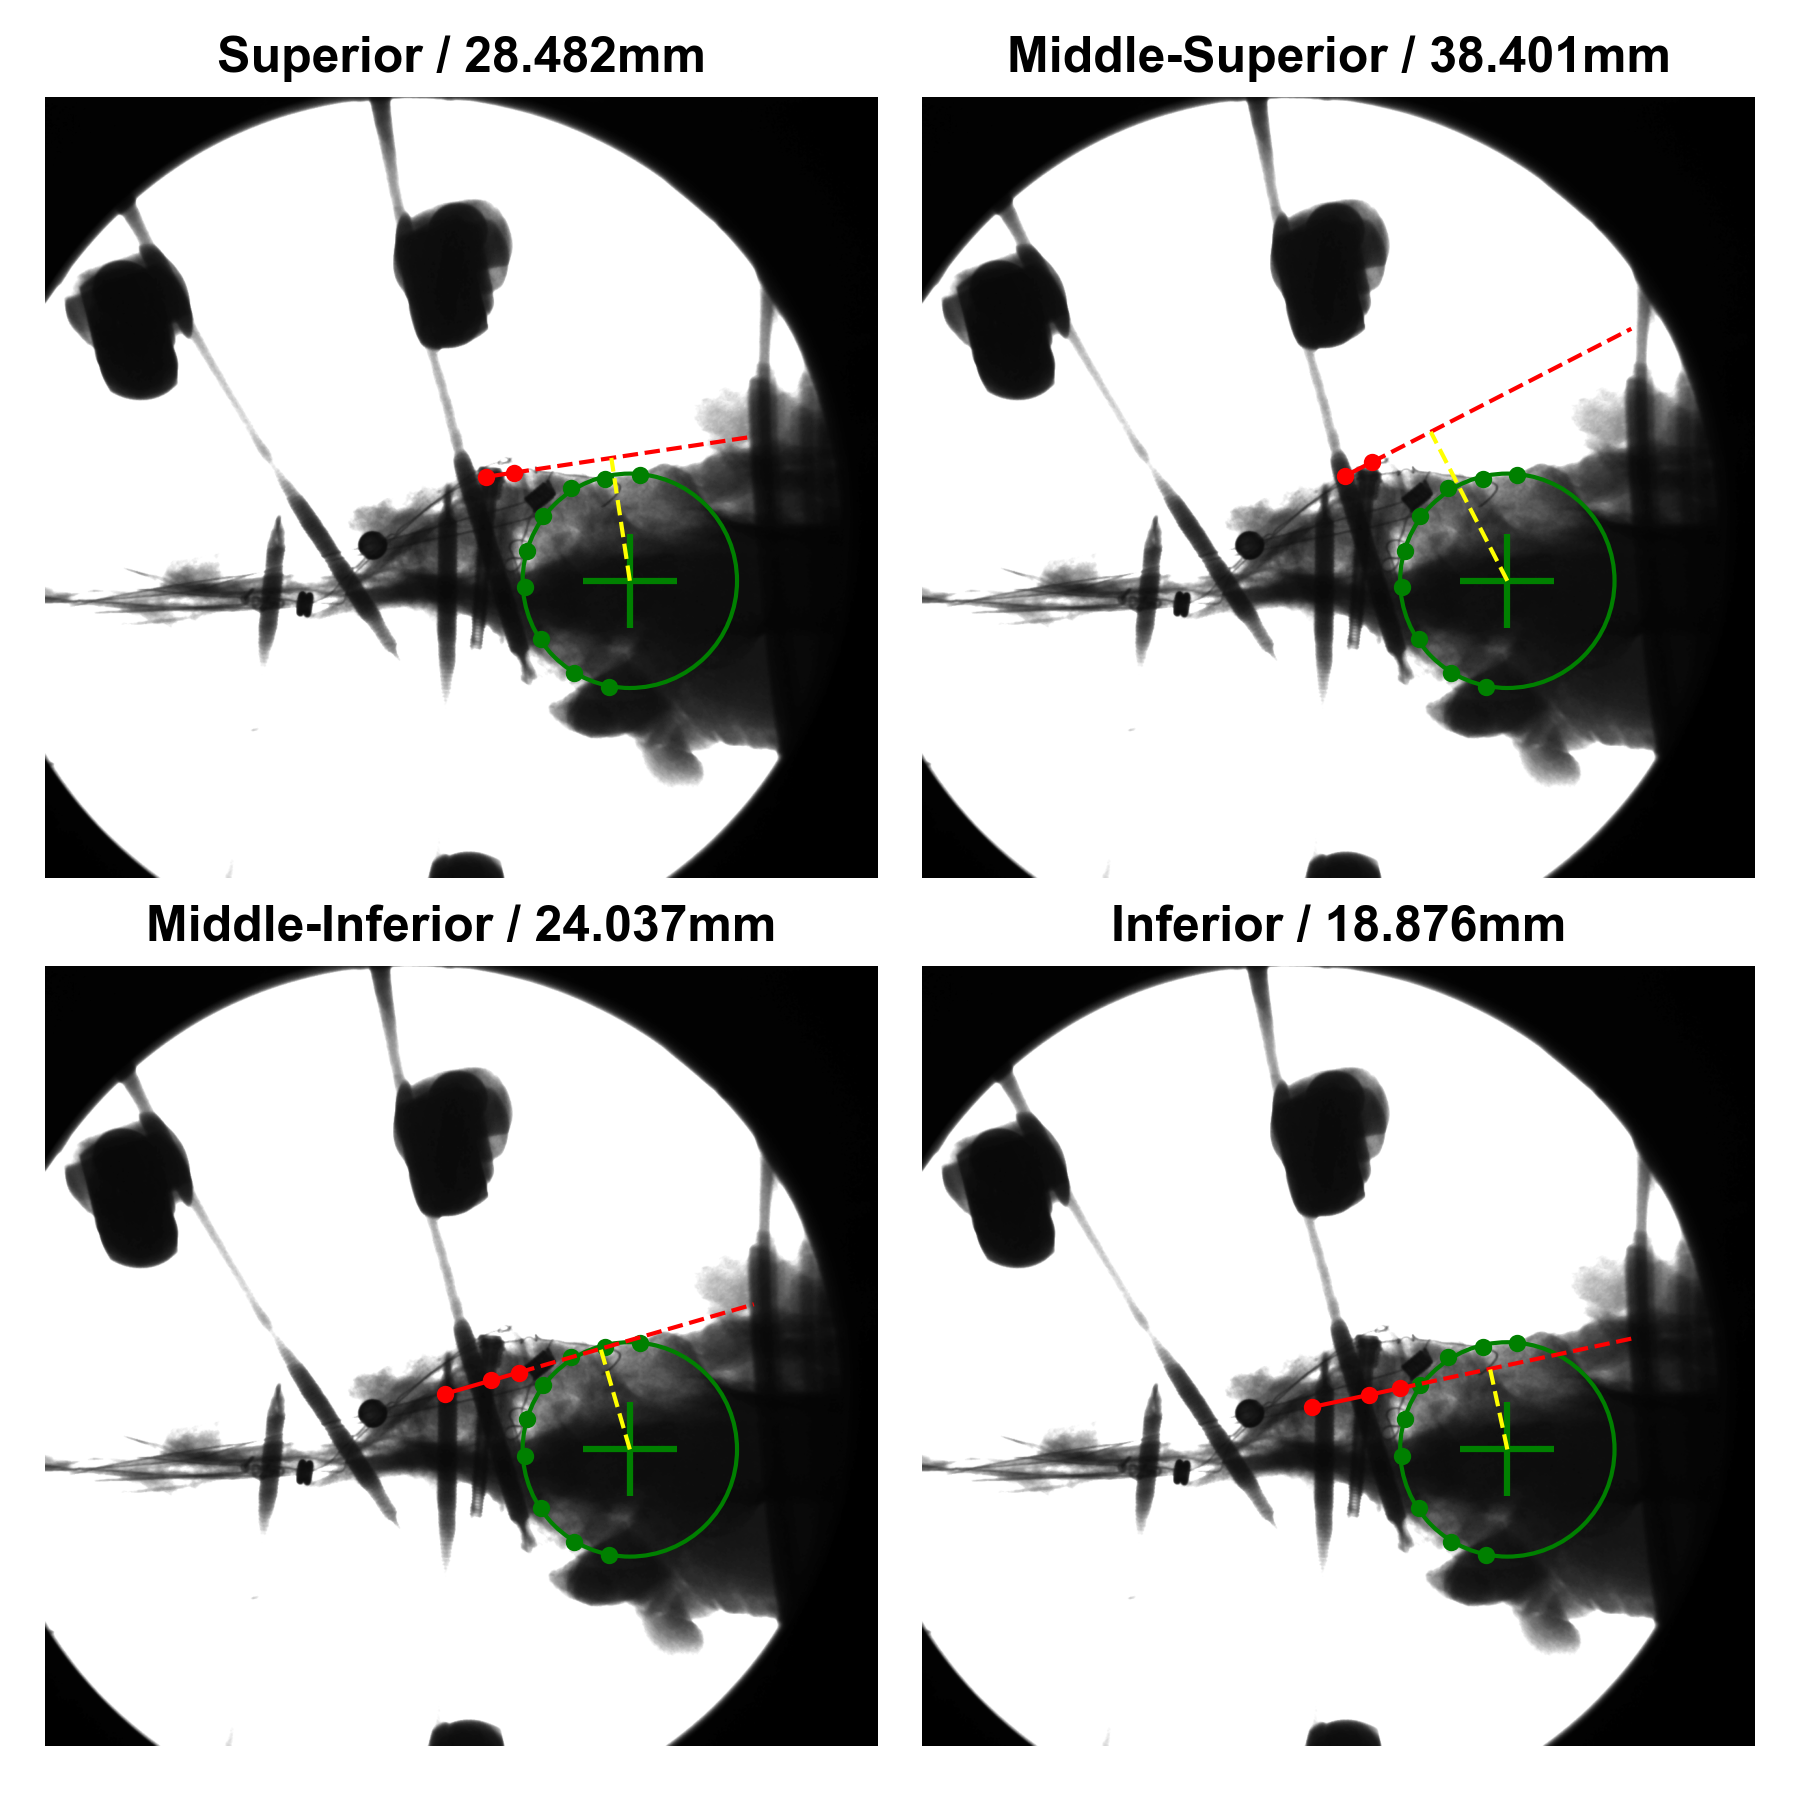 Superior / 28.482mm
Middle-Superior / 38.401mm
Middle-Inferior / 24.037mm
Inferior / 18.876mm